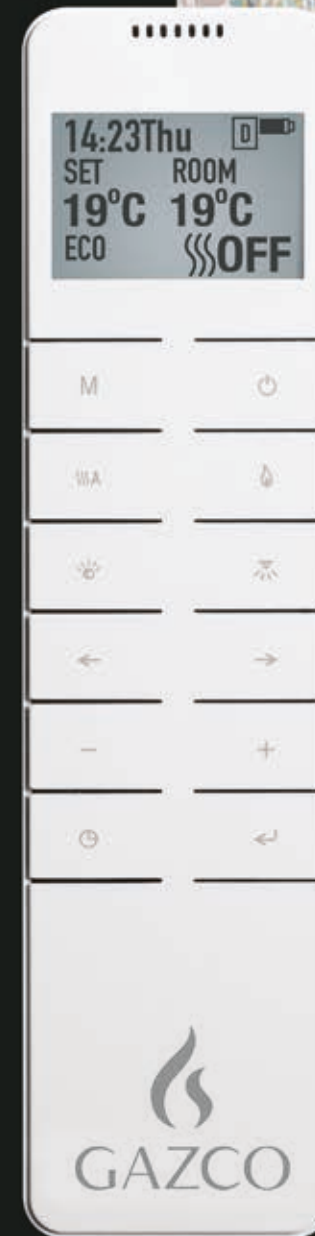 14:23Thu D
SET ROOM
19°C 19°C
ECO OFF
M
A
← →
- +
GAZCO